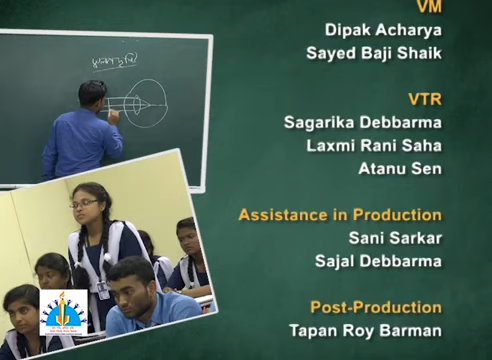 VM
Dipak Acharya
Sayed Baji Shaik
VTR
Sagarika Debbarma
Laxmi Rani Saha
Atanu Sen
Assistance in Production
Sani Sarkar
Sajal Debbarma
Post-Production
Tapan Roy Barman